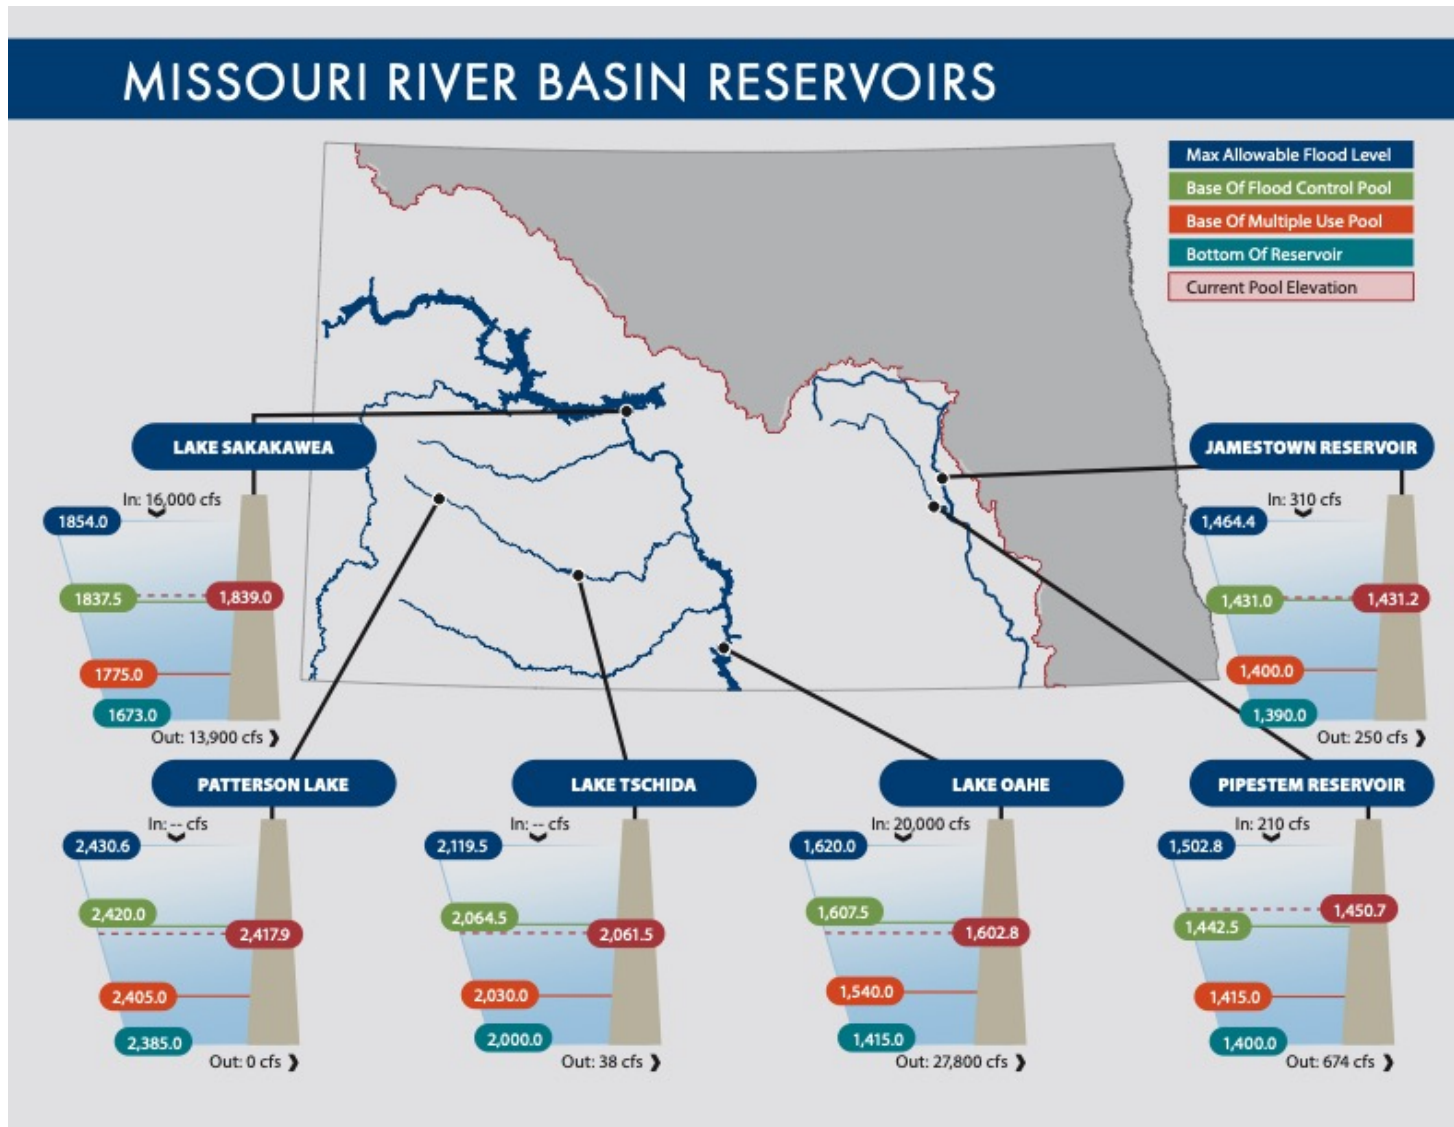 MISSOURI RIVER BASIN RESERVOIRS
Max Allowable Flood Level
Base Of Flood Control Pool
Base Of Multiple Use Pool
Bottom Of Reservoir
Current Pool Elevation
LAKE SAKAKAWEA
In: 16,000 cfs
1854.0
1837.5
1,839.0
1775.0
1673.0
Out: 13,900 cfs
JAMESTOWN RESERVOIR
In: 310 cfs
1,464.4
1,431.0
1,431.2
1,400.0
1,390.0
Out: 250 cfs
PATTERSON LAKE
In: -- cfs
2,430.6
2,420.0
2,417.9
2,405.0
2,385.0
Out: 0 cfs
LAKE TSCHIDA
In: -- cfs
2,119.5
2,064.5
2,061.5
2,030.0
2,000.0
Out: 38 cfs
LAKE OAHE
In: 20,000 cfs
1,620.0
1,607.5
1,602.8
1,540.0
1,415.0
Out: 27,800 cfs
PIPESTEM RESERVOIR
In: 210 cfs
1,502.8
1,450.7
1,442.5
1,415.0
1,400.0
Out: 674 cfs